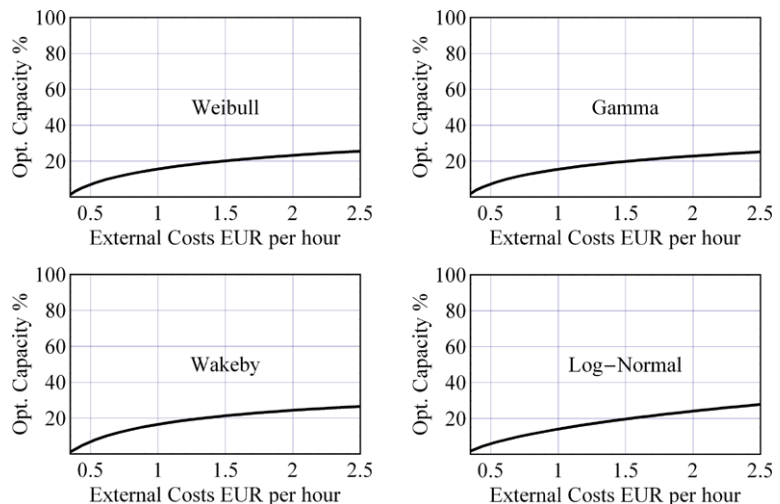 100
80
60
40
20
Opt. Capacity %
Weibull
0.5 1 1.5 2 2.5
External Costs EUR per hour
100
80
60
40
20
Opt. Capacity %
Gamma
0.5 1 1.5 2 2.5
External Costs EUR per hour
100
80
60
40
20
Opt. Capacity %
Wakeby
0.5 1 1.5 2 2.5
External Costs EUR per hour
100
80
60
40
20
Opt. Capacity %
Log−Normal
0.5 1 1.5 2 2.5
External Costs EUR per hour